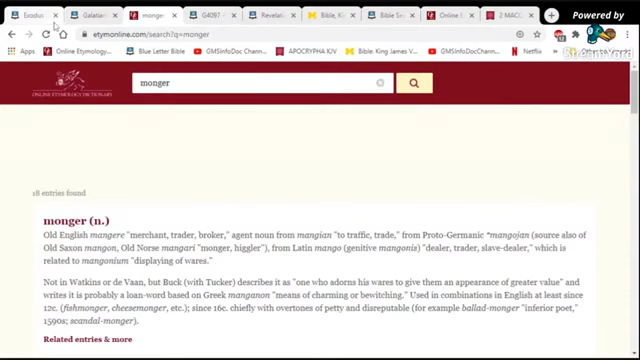 Exodus
Galatian
monger
G4097 -
Revelati
Bible, K
Bible Se
Online
2 MACC
Powered by
etymonline.com/search?q=monger
StreamYard
Apps
Online Etymology...
Blue Letter Bible
GMSInfoDoc Chann...
APOCRYPHA KJV
Bible: King James V...
GMSInfoDoc Chann...
Netflix
monger
ONLINE ETYMOLOGY DICTIONARY
18 entries found
monger (n.)
Old English mangere "merchant, trader, broker," agent noun from mangian "to traffic, trade," from Proto-Germanic *mangojan (source also of
Old Saxon mangon, Old Norse mangari "monger, higgler), from Latin mango (genitive mangonis) "dealer, trader, slave-dealer," which is
related to mangonium "displaying of wares."
Not in Watkins or de Vaan, but Buck (with Tucker) describes it as "one who adorns his wares to give them an appearance of greater value" and
writes it is probably a loan-word based on Greek manganon "means of charming or bewitching." Used in combinations in English at least since
12c. (fishmonger, cheesemonger, etc.); since 16c. chiefly with overtones of petty and disreputable (for example ballad-monger "inferior poet,"
1590s; scandal-monger).
Related entries & more